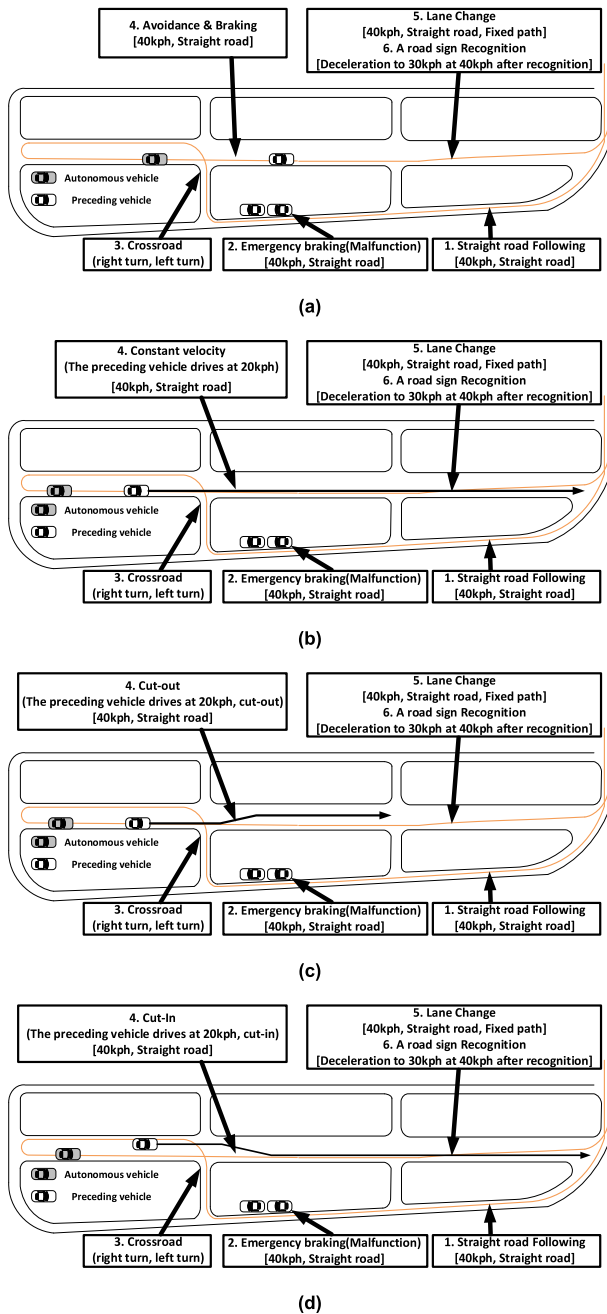 4. Avoidance & Braking
[40kph, Straight road]
5. Lane Change
[40kph, Straight road, Fixed path]
6. A road sign Recognition
[Deceleration to 30kph at 40kph after recognition]
Autonomous vehicle
Preceding vehicle
3. Crossroad
(right turn, left turn)
2. Emergency braking(Malfunction)
[40kph, Straight road]
1. Straight road Following
[40kph, Straight road]
(a)
4. Constant velocity
(The preceding vehicle drives at 20kph)
[40kph, Straight road]
5. Lane Change
[40kph, Straight road, Fixed path]
6. A road sign Recognition
[Deceleration to 30kph at 40kph after recognition]
Autonomous vehicle
Preceding vehicle
3. Crossroad
(right turn, left turn)
2. Emergency braking(Malfunction)
[40kph, Straight road]
1. Straight road Following
[40kph, Straight road]
(b)
4. Cut-out
(The preceding vehicle drives at 20kph, cut-out)
[40kph, Straight road]
5. Lane Change
[40kph, Straight road, Fixed path]
6. A road sign Recognition
[Deceleration to 30kph at 40kph after recognition]
Autonomous vehicle
Preceding vehicle
3. Crossroad
(right turn, left turn)
2. Emergency braking(Malfunction)
[40kph, Straight road]
1. Straight road Following
[40kph, Straight road]
(c)
4. Cut-In
(The preceding vehicle drives at 20kph, cut-in)
[40kph, Straight road]
5. Lane Change
[40kph, Straight road, Fixed path]
6. A road sign Recognition
[Deceleration to 30kph at 40kph after recognition]
Autonomous vehicle
Preceding vehicle
3. Crossroad
(right turn, left turn)
2. Emergency braking(Malfunction)
[40kph, Straight road]
1. Straight road Following
[40kph, Straight road]
(d)